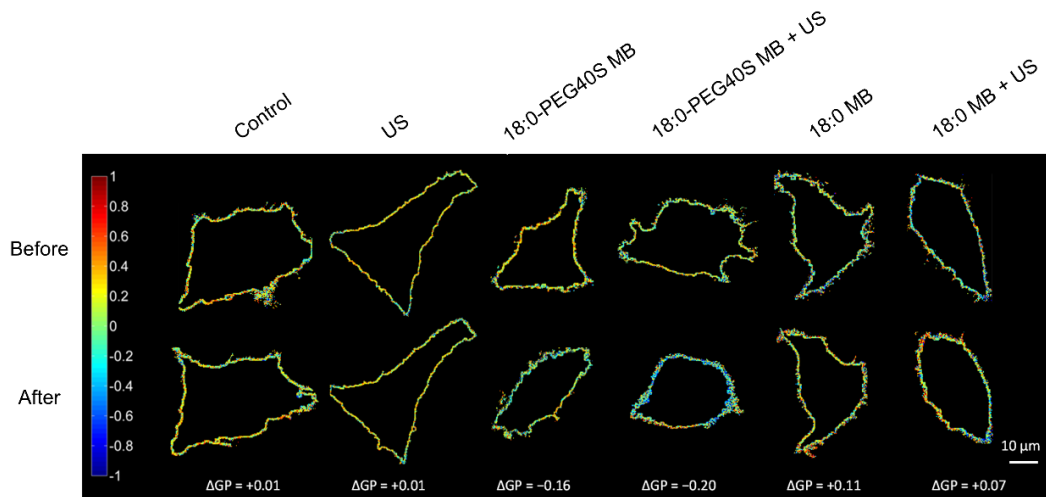 Control
US
18:0-PEG40S MB
18:0-PEG40S MB + US
18:0 MB
18:0 MB + US
Before
After
1
0.8
0.6
0.4
0.2
0
-0.2
-0.4
-0.6
-0.8
-1
10 µm
ΔGP = +0.01
ΔGP = +0.01
ΔGP = −0.16
ΔGP = −0.20
ΔGP = +0.11
ΔGP = +0.07